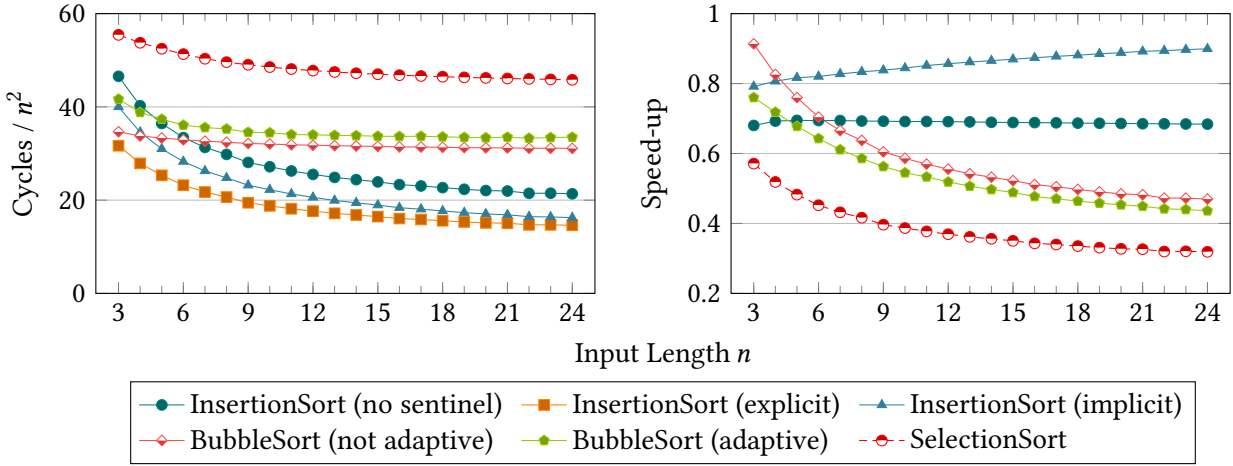 Cycles / n²
60
40
20
0
3 6 9 12 15 18 21 24
Speed-up
1
0.8
0.6
0.4
0.2
3 6 9 12 15 18 21 24
Input Length n
InsertionSort (no sentinel) InsertionSort (explicit) InsertionSort (implicit)
BubbleSort (not adaptive) BubbleSort (adaptive) SelectionSort